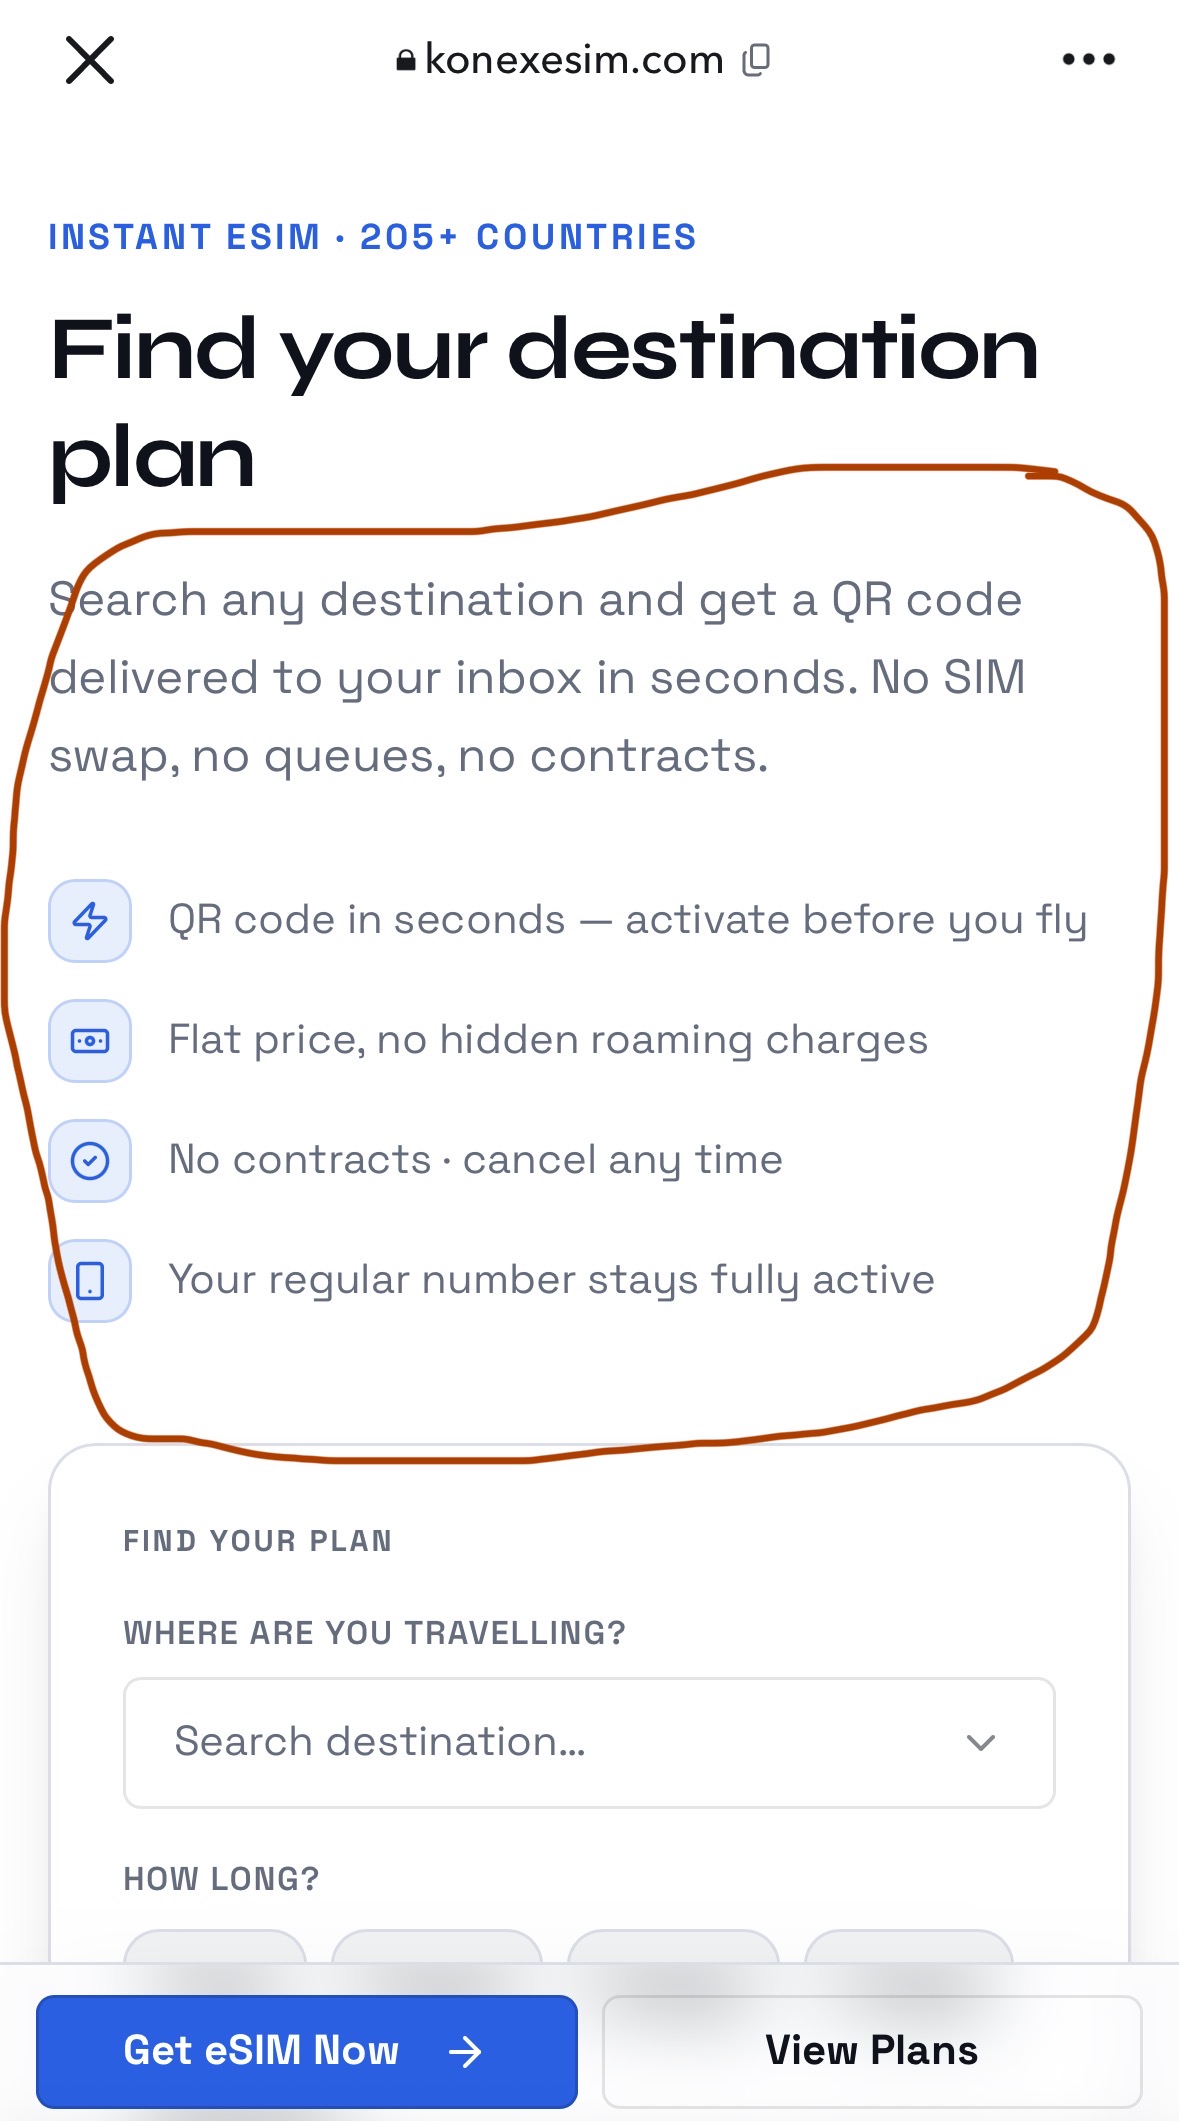 konexesim.com
INSTANT ESIM · 205+ COUNTRIES
Find your destination
plan
Search any destination and get a QR code
delivered to your inbox in seconds. No SIM
swap, no queues, no contracts.
QR code in seconds — activate before you fly
Flat price, no hidden roaming charges
No contracts · cancel any time
Your regular number stays fully active
FIND YOUR PLAN
WHERE ARE YOU TRAVELLING?
Search destination...
HOW LONG?
Get eSIM Now →
View Plans